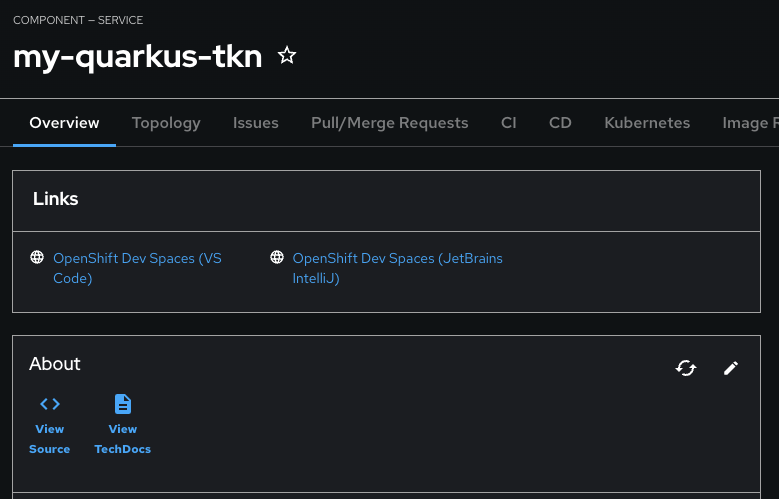 COMPONENT — SERVICE
my-quarkus-tkn
Overview Topology Issues Pull/Merge Requests CI CD Kubernetes Image R
Links
OpenShift Dev Spaces (VS Code)
OpenShift Dev Spaces (JetBrains IntelliJ)
About
View Source
View TechDocs